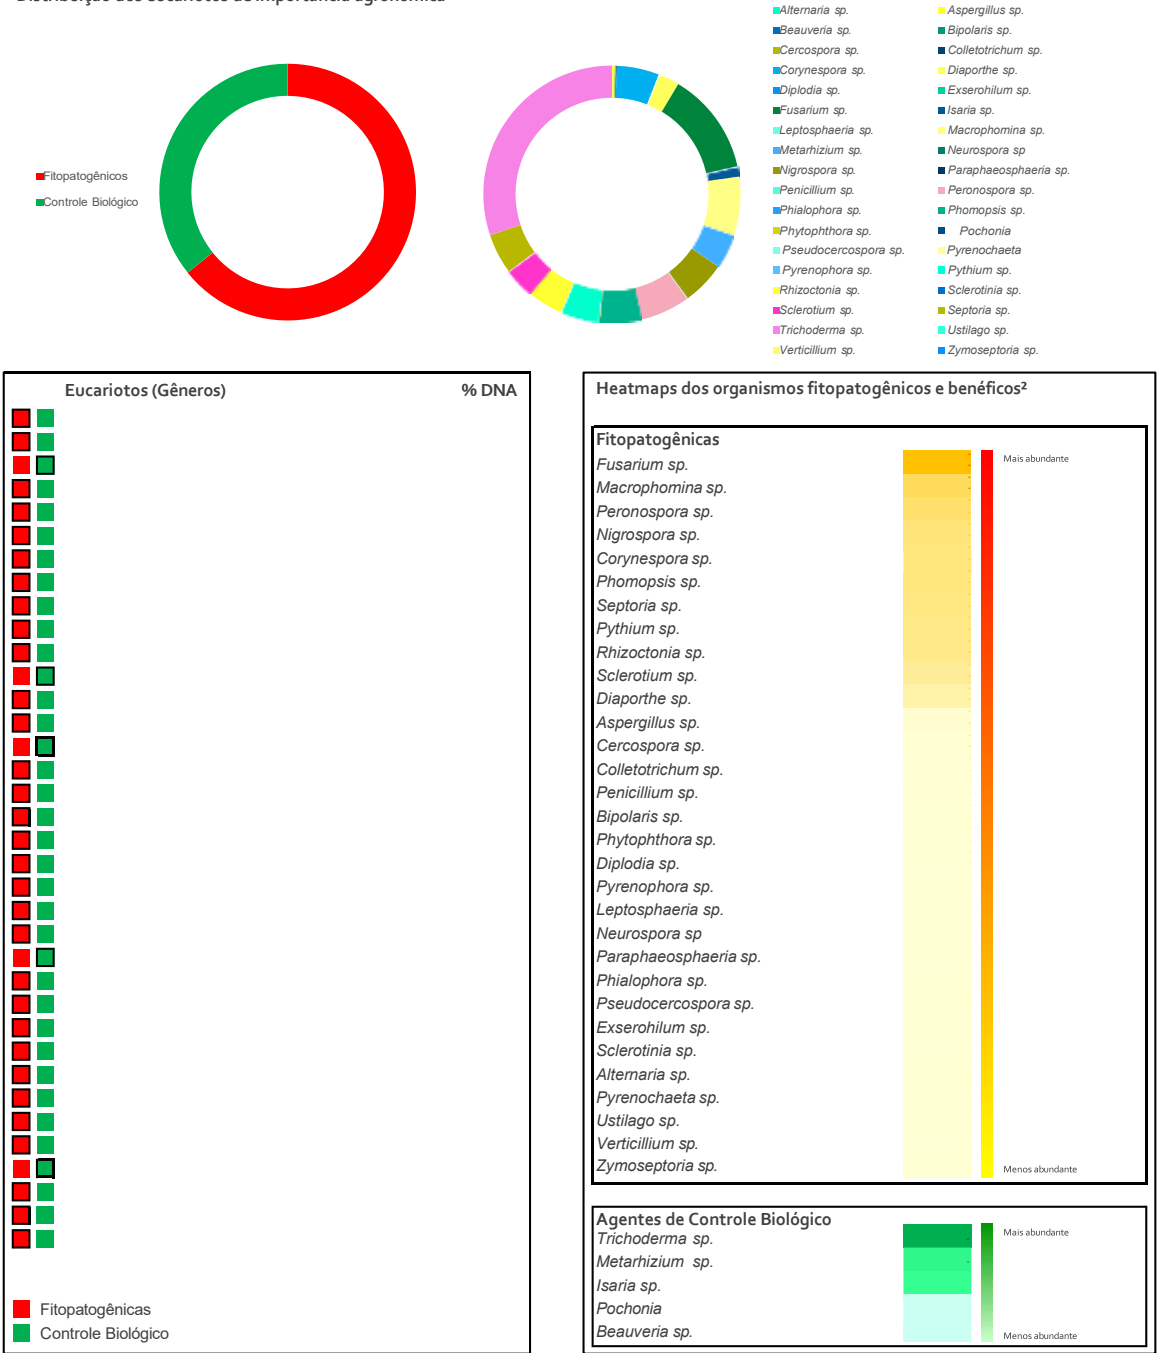 Distribuição dos eucariotos de importância agronômica
Fitopatogênicos
Controle Biológico
Alternaria sp.
Aspergillus sp.
Beauveria sp.
Bipolaris sp.
Cercospora sp.
Colletotrichum sp.
Corynespora sp.
Diaporthe sp.
Diplodia sp.
Exserohilum sp.
Fusarium sp.
Isaria sp.
Leptosphaeria sp.
Macrophomina sp.
Metarhizium sp.
Neurospora sp
Nigrospora sp.
Paraphaeosphaeria sp.
Penicillium sp.
Peronospora sp.
Phialophora sp.
Phomopsis sp.
Phytophthora sp.
Pochonia
Pseudocercospora sp.
Pyrenochaeta
Pyrenophora sp.
Pythium sp.
Rhizoctonia sp.
Sclerotinia sp.
Sclerotium sp.
Septoria sp.
Trichoderma sp.
Ustilago sp.
Verticillium sp.
Zymoseptoria sp.
Eucariotos (Gêneros) % DNA
Fitopatogênicas
Controle Biológico
Heatmaps dos organismos fitopatogênicos e benéficos²
Fitopatogênicas
Fusarium sp.
Macrophomina sp.
Peronospora sp.
Nigrospora sp.
Corynespora sp.
Phomopsis sp.
Septoria sp.
Pythium sp.
Rhizoctonia sp.
Sclerotium sp.
Diaporthe sp.
Aspergillus sp.
Cercospora sp.
Colletotrichum sp.
Penicillium sp.
Bipolaris sp.
Phytophthora sp.
Diplodia sp.
Pyrenophora sp.
Leptosphaeria sp.
Neurospora sp
Paraphaeosphaeria sp.
Phialophora sp.
Pseudocercospora sp.
Exserohilum sp.
Sclerotinia sp.
Alternaria sp.
Pyrenochaeta sp.
Ustilago sp.
Verticillium sp.
Zymoseptoria sp.
Mais abundante
Menos abundante
Agentes de Controle Biológico
Trichoderma sp.
Metarhizium sp.
Isaria sp.
Pochonia
Beauveria sp.
Mais abundante
Menos abundante